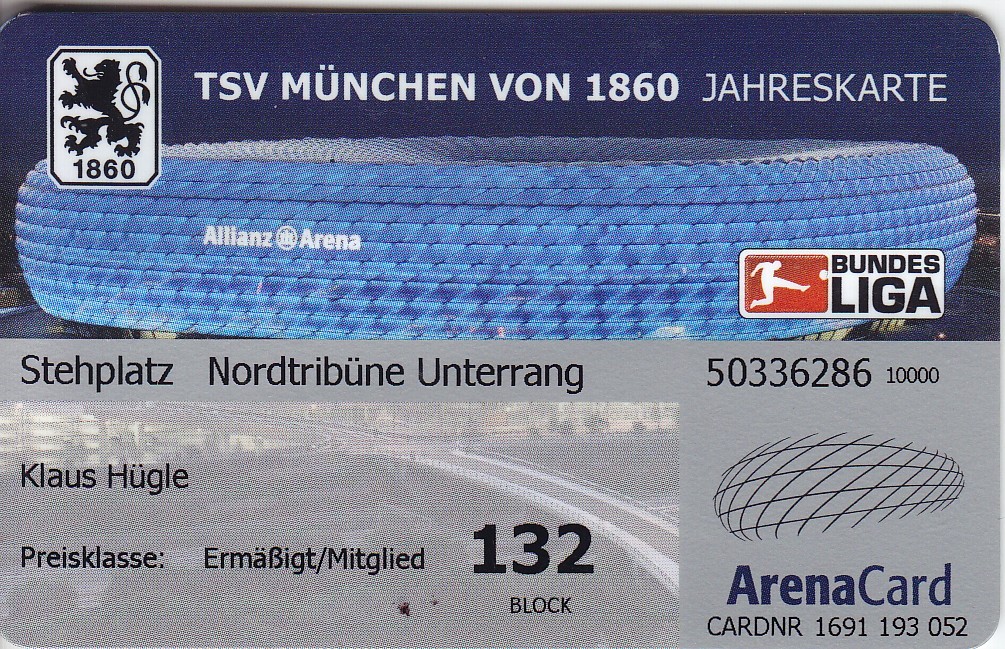 TSV MÜNCHEN VON 1860 JAHRESKARTE
1860
Allianz Arena
BUNDES
LIGA
Stehplatz Nordtribüne Unterrang 50336286 10000
Klaus Hügle
Preisklasse: Ermäßigt/Mitglied 132
BLOCK
ArenaCard
CARDNR 1691 193 052